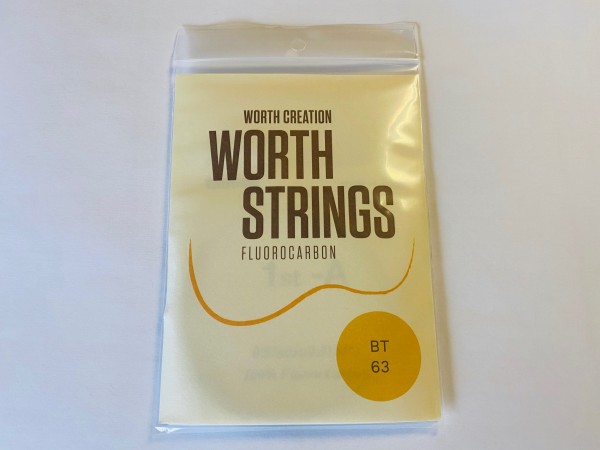 WORTH CREATION
WORTH
STRINGS
FLUOROCARBON
BT
63